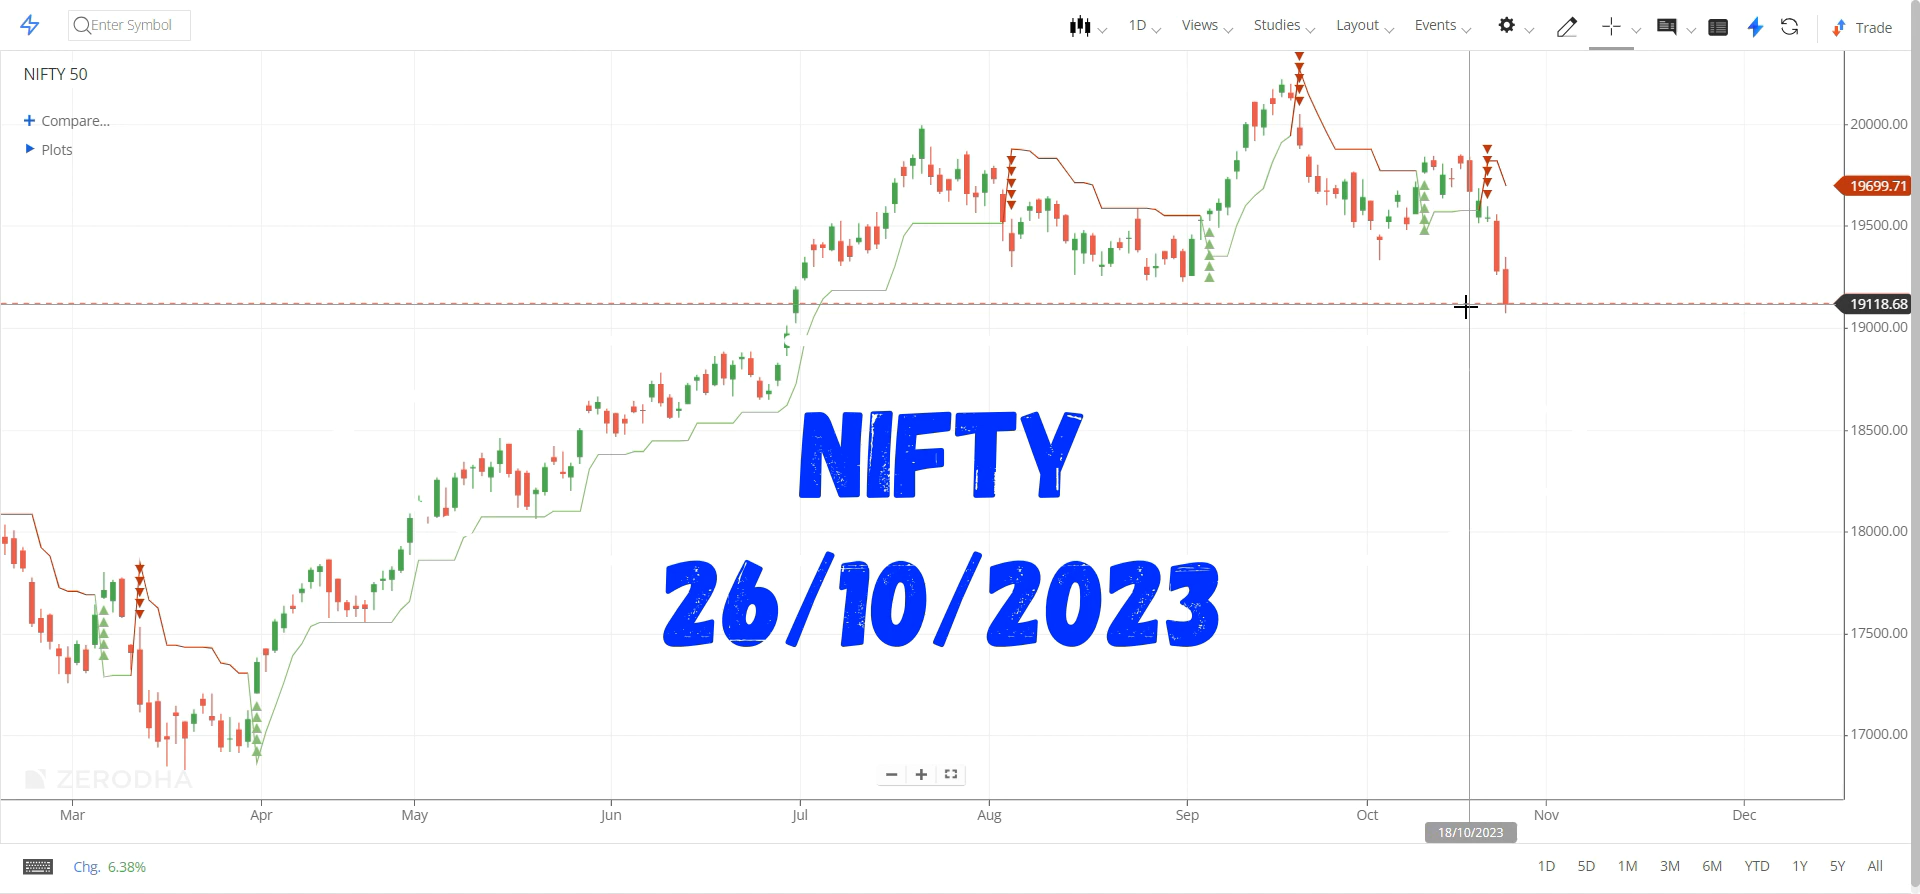 Enter Symbol
1D
Views
Studies
Layout
Events
Trade
NIFTY 50
Compare...
Plots
20000.00
19699.71
19500.00
19118.68
19000.00
18500.00
18000.00
17500.00
17000.00
NIFTY
26/10/2023
ZERODHA
Mar Apr May Jun Jul Aug Sep Oct Nov Dec
18/10/2023
Chg. 6.38%
1D 5D 1M 3M 6M YTD 1Y 5Y All